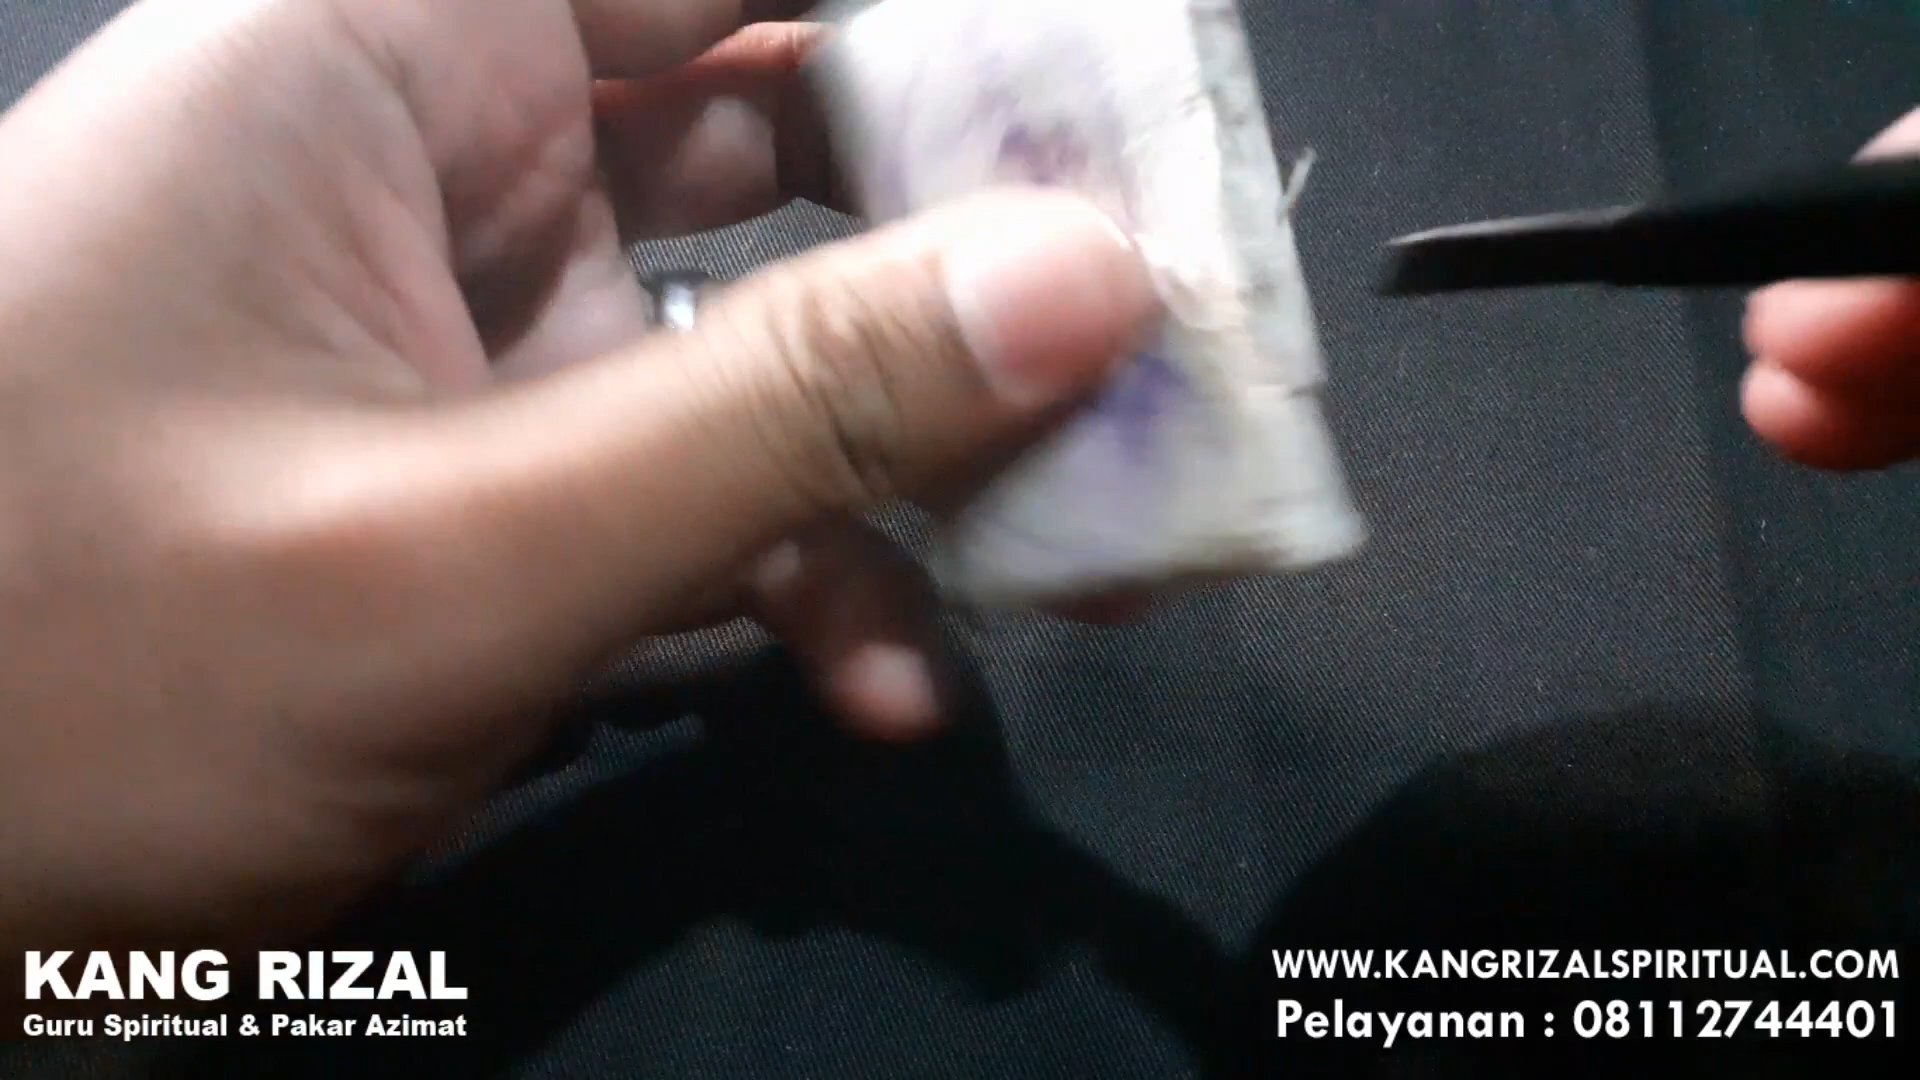 KANG RIZAL
Guru Spiritual & Pakar Azimat
WWW.KANGRIZALSPIRITUAL.COM
Pelayanan : 08112744401